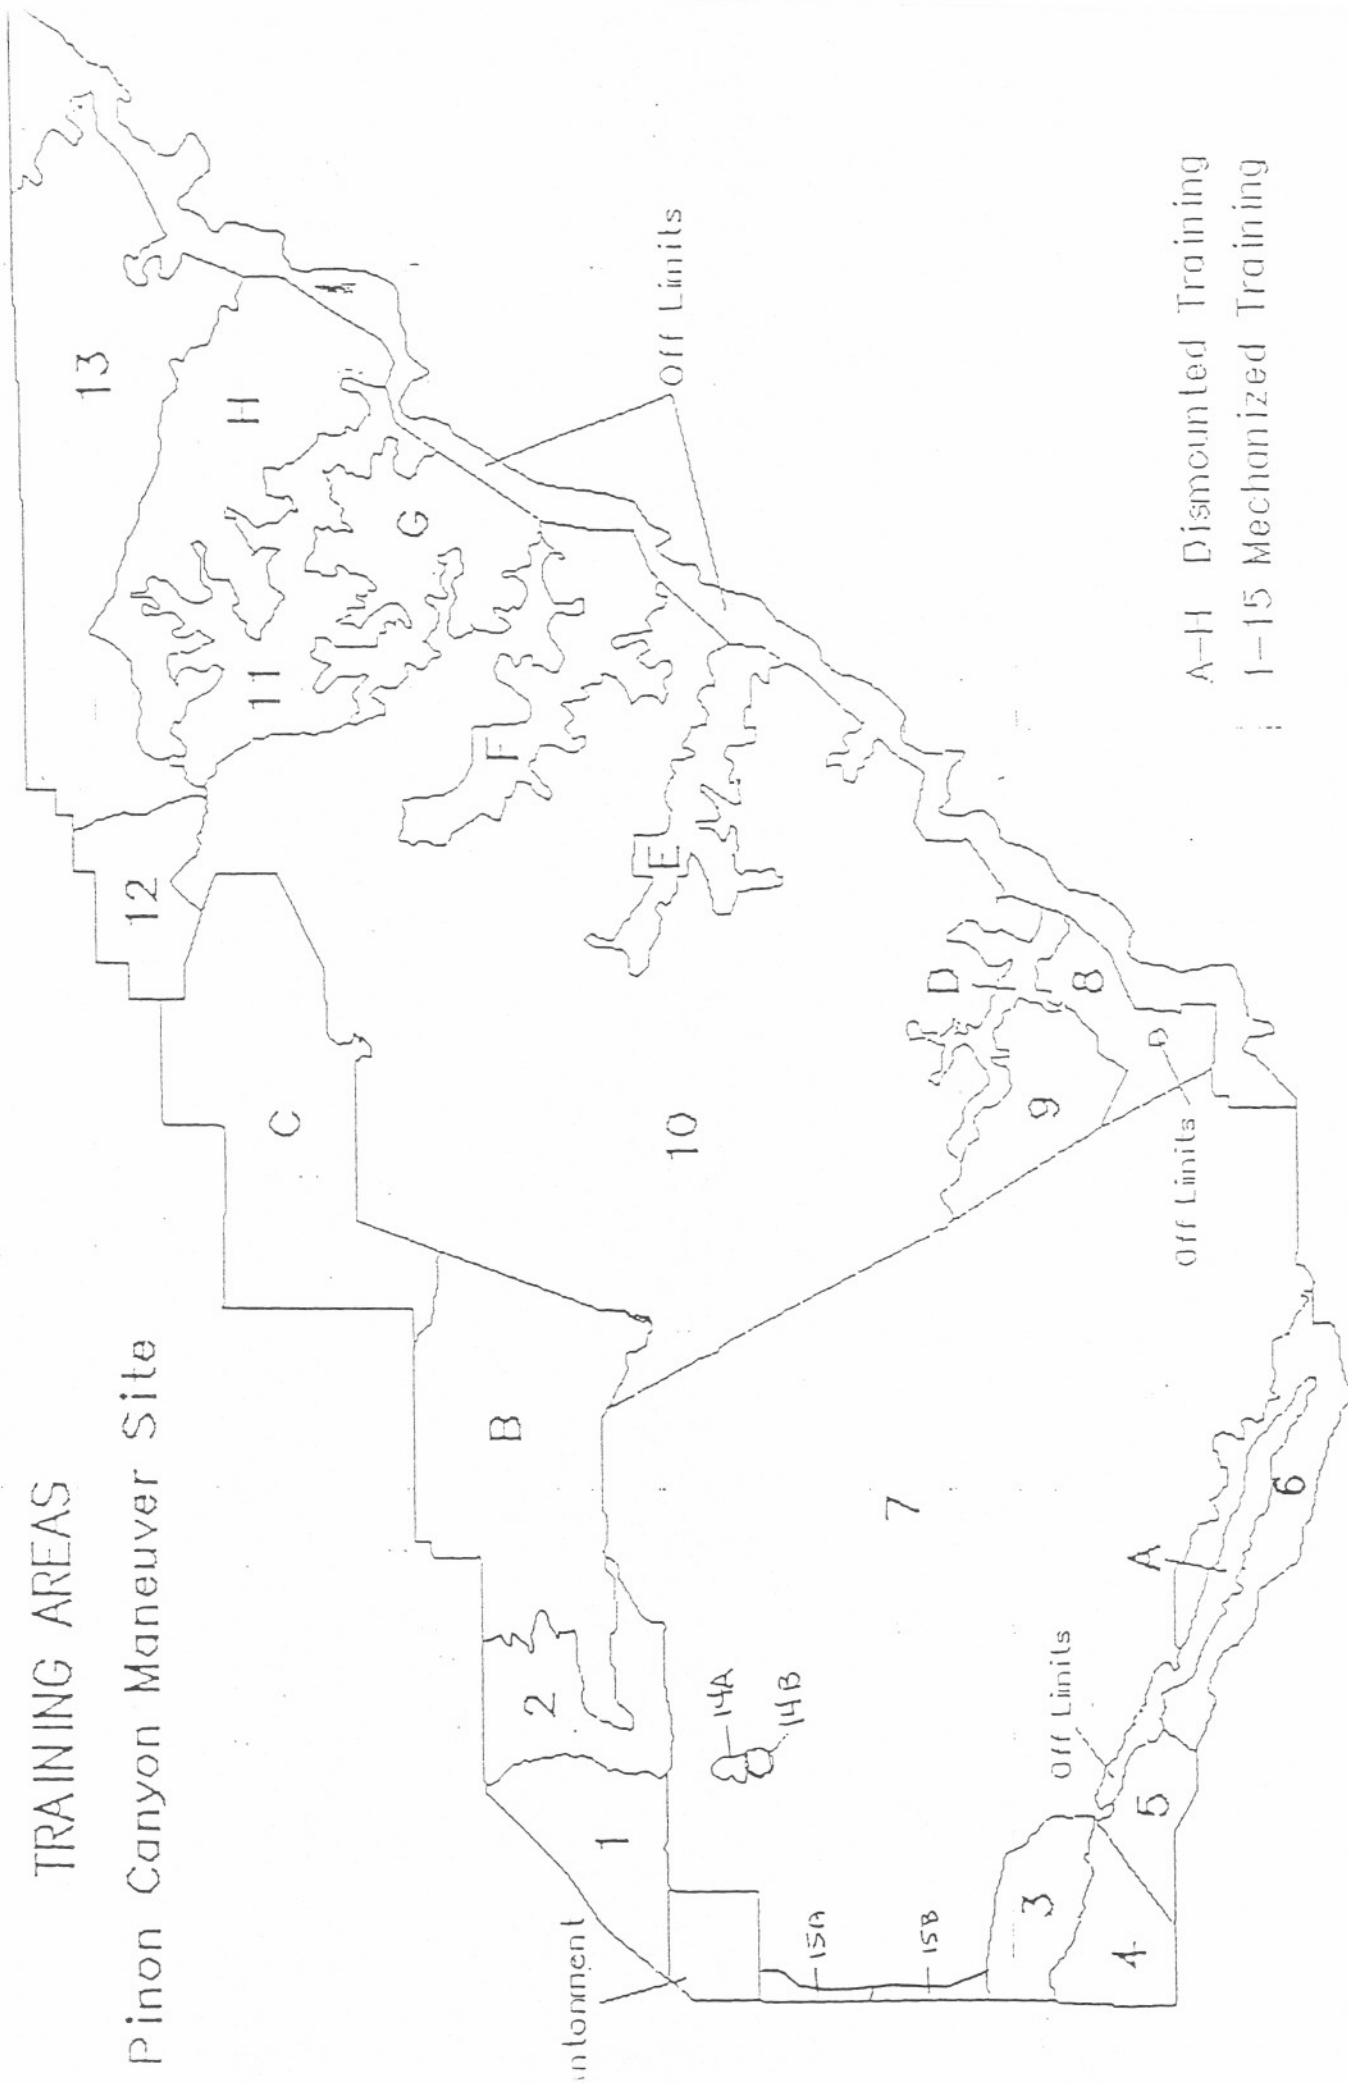 TRAINING AREAS
Pinon Canyon Maneuver Site
13
12
H
11
G
C
F
2
B
1
E
10
ntonment
14A
14B
Off Limits
15A
15B
7
D
9
8
3
Off Limits
A
Off Limits
4
5
6
A-H Dismounted Training
1-15 Mechanized Training